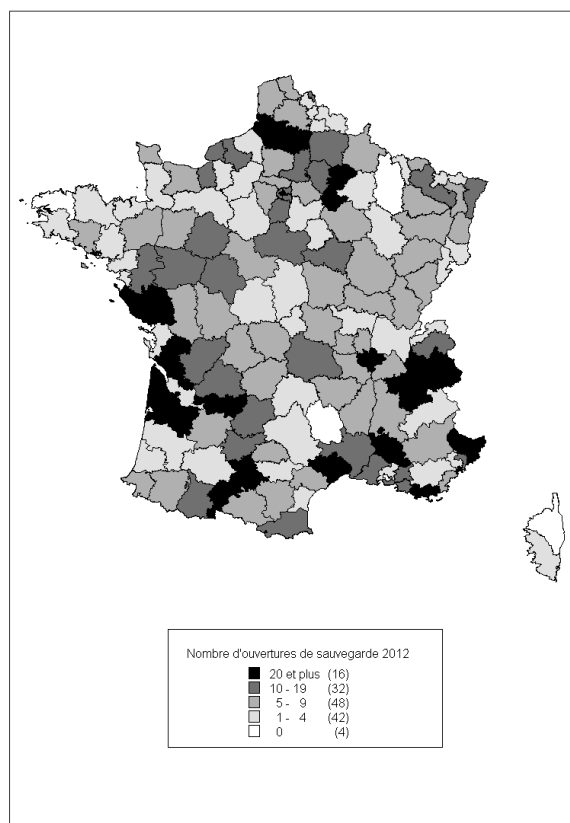 Nombre d'ouvertures de sauvegarde 2012
20 et plus (16)
10 - 19 (32)
5 - 9 (48)
1 - 4 (42)
0 (4)